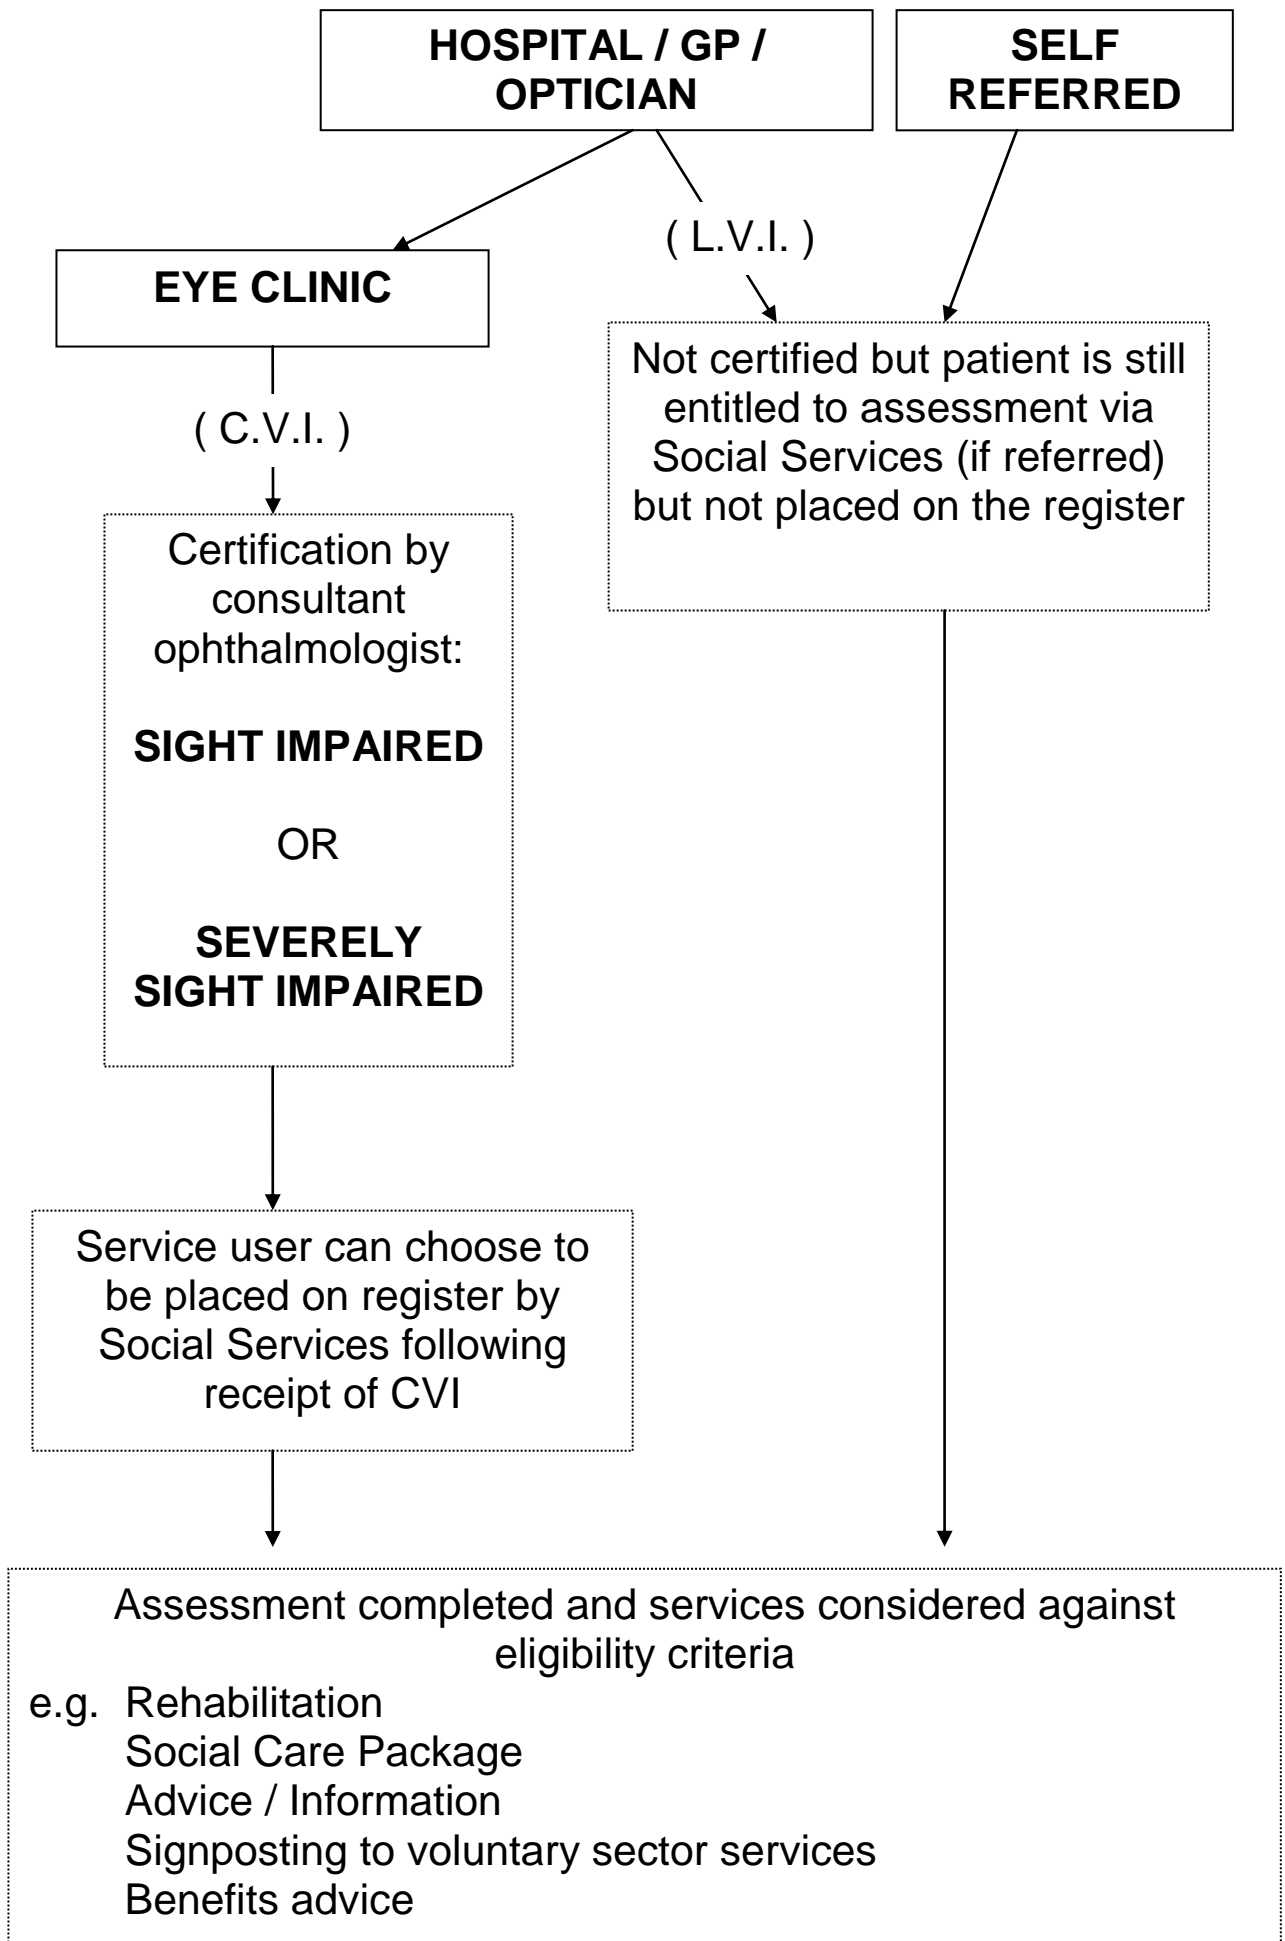 HOSPITAL / GP /
OPTICIAN
SELF
REFERRED
( L.V.I. )
EYE CLINIC
Not certified but patient is still
entitled to assessment via
Social Services (if referred)
but not placed on the register
( C.V.I. )
Certification by
consultant
ophthalmologist:
SIGHT IMPAIRED
OR
SEVERELY
SIGHT IMPAIRED
Service user can choose to
be placed on register by
Social Services following
receipt of CVI
Assessment completed and services considered against
eligibility criteria
e.g. Rehabilitation
Social Care Package
Advice / Information
Signposting to voluntary sector services
Benefits advice